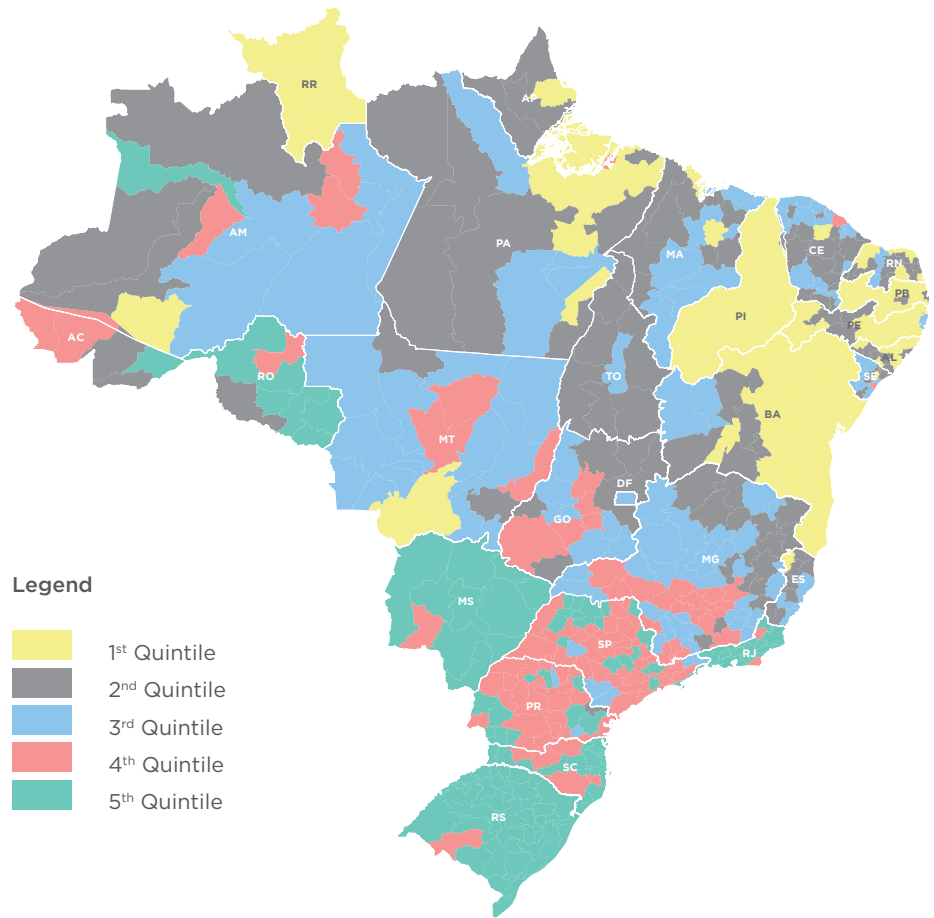 RR
AP
AM
PA
MA
CE
RN
PB
PI
PE
AL
SE
AC
RO
TO
BA
MT
DF
GO
MG
ES
MS
SP
RJ
PR
SC
RS
Legend
1st Quintile
2nd Quintile
3rd Quintile
4th Quintile
5th Quintile